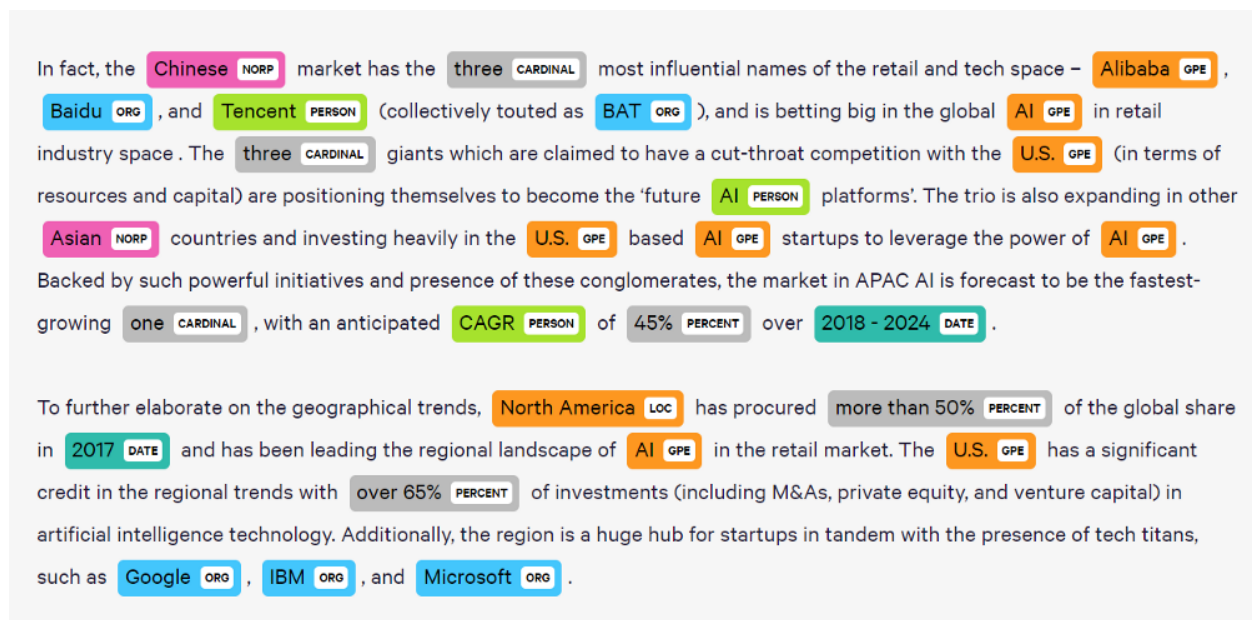 In fact, the Chinese NORP market has the three CARDINAL most influential names of the retail and tech space – Alibaba GPE ,
Baidu ORG , and Tencent PERSON (collectively touted as BAT ORG ), and is betting big in the global AI GPE in retail
industry space . The three CARDINAL giants which are claimed to have a cut-throat competition with the U.S. GPE (in terms of
resources and capital) are positioning themselves to become the ‘future AI PERSON platforms’. The trio is also expanding in other
Asian NORP countries and investing heavily in the U.S. GPE based AI GPE startups to leverage the power of AI GPE .
Backed by such powerful initiatives and presence of these conglomerates, the market in APAC AI is forecast to be the fastest-
growing one CARDINAL , with an anticipated CAGR PERSON of 45% PERCENT over 2018 - 2024 DATE .
To further elaborate on the geographical trends, North America LOC has procured more than 50% PERCENT of the global share
in 2017 DATE and has been leading the regional landscape of AI GPE in the retail market. The U.S. GPE has a significant
credit in the regional trends with over 65% PERCENT of investments (including M&As, private equity, and venture capital) in
artificial intelligence technology. Additionally, the region is a huge hub for startups in tandem with the presence of tech titans,
such as Google ORG , IBM ORG , and Microsoft ORG .